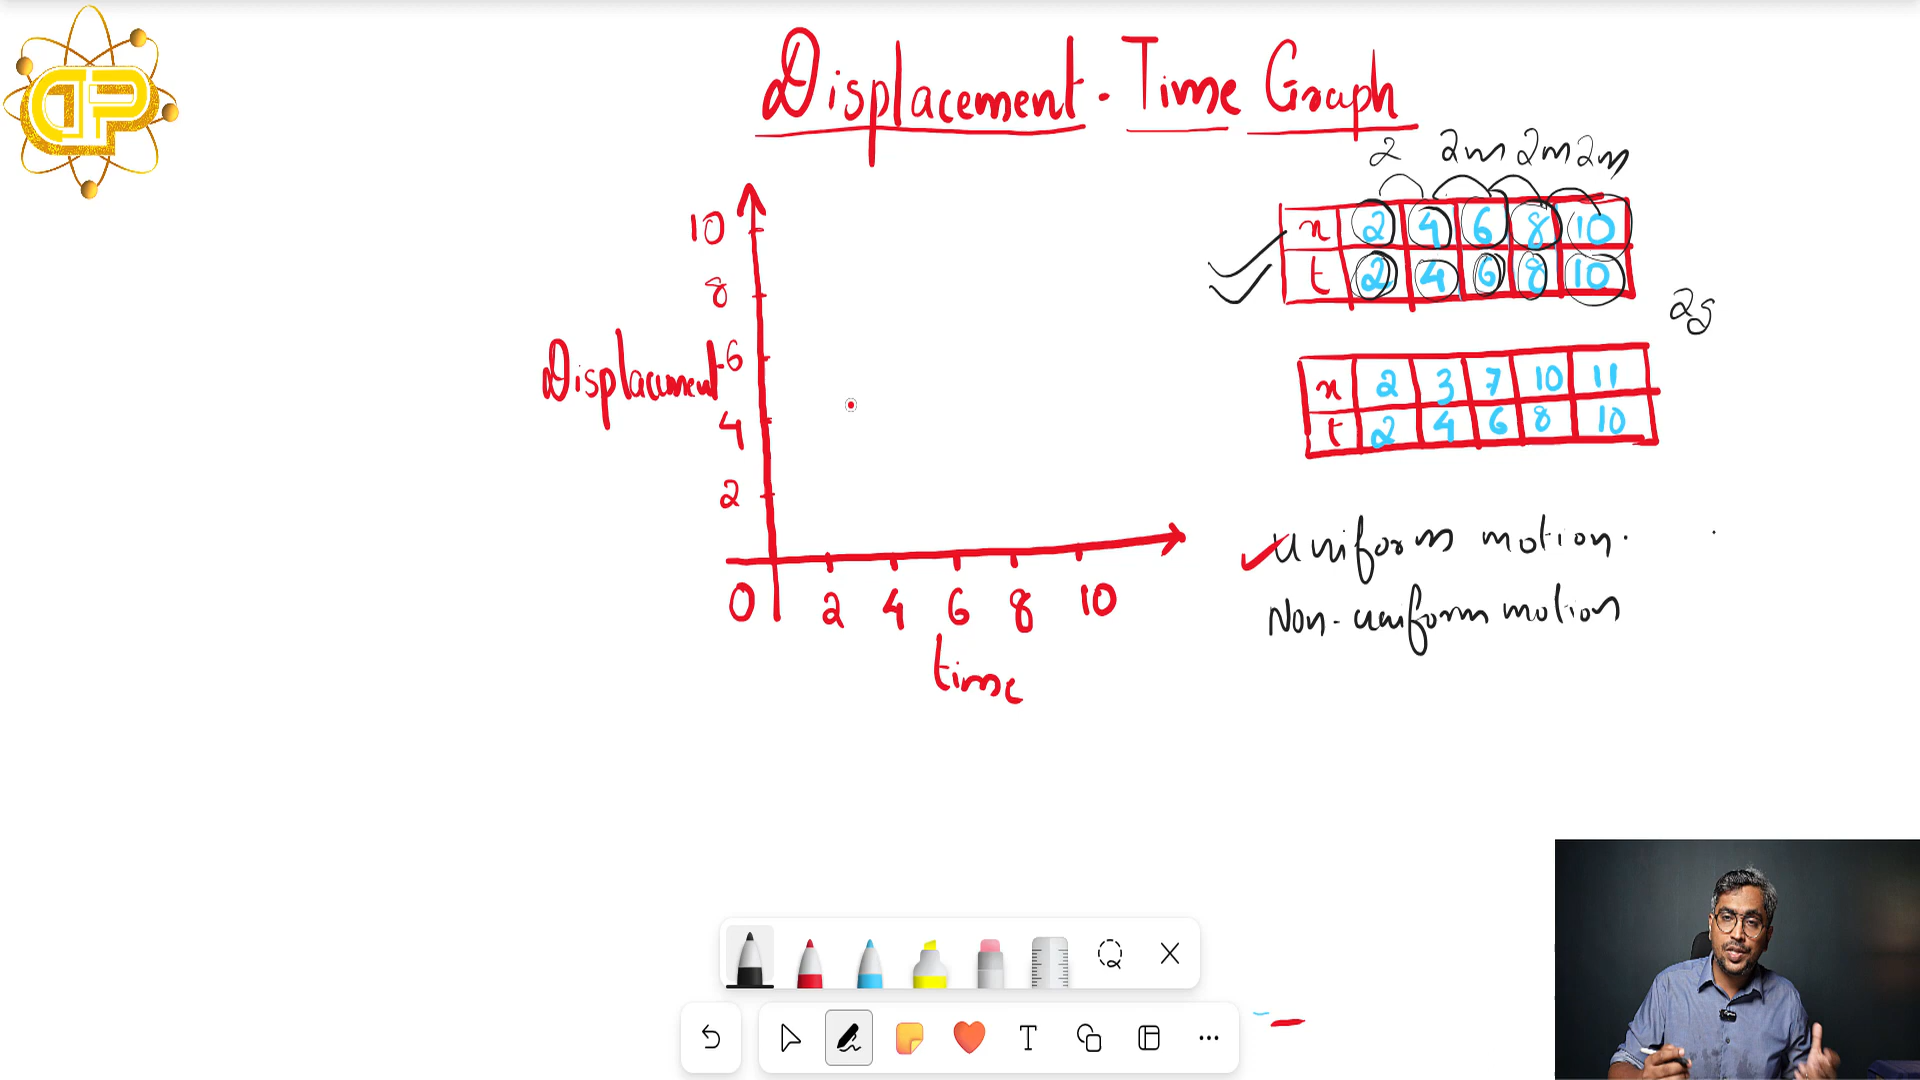 DP
Displacement - Time Graph
2 2m 2m 2m
x 2 4 6 8 10
t 2 4 6 8 10
2s
x 2 3 7 10 11
t 2 4 6 8 10
10
8
6
4
2
Displacement
0 2 4 6 8 10
time
Uniform motion.
Non-uniform motion
T